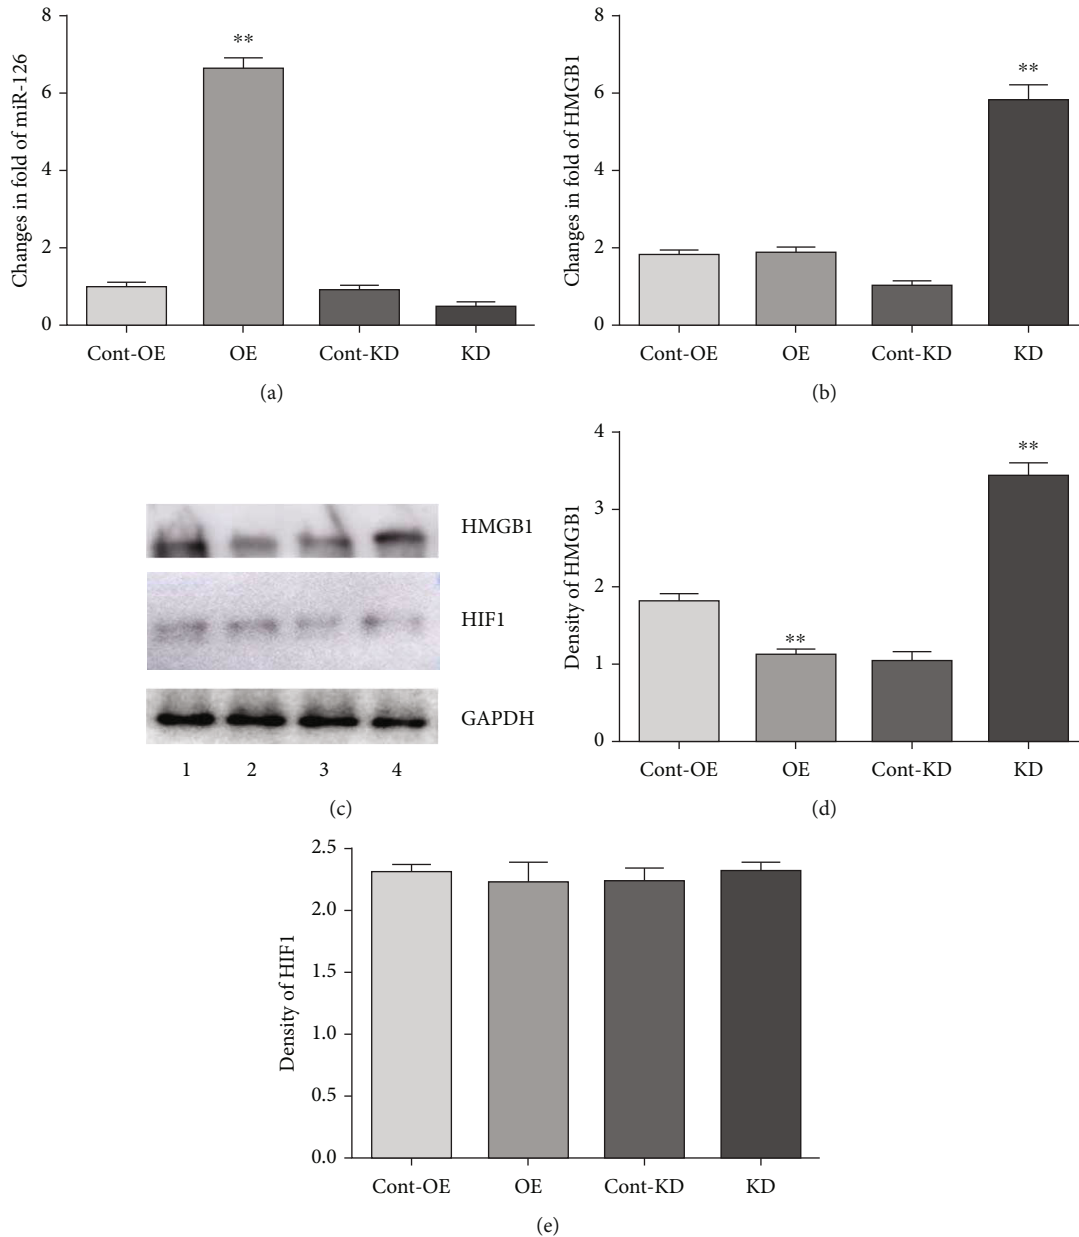 Changes in fold of miR-126
8
6
4
2
0
**
Cont-OE OE Cont-KD KD
(a)
Changes in fold of HMGB1
8
6
4
2
0
**
Cont-OE OE Cont-KD KD
(b)
HMGB1
HIF1
GAPDH
1 2 3 4
(c)
Density of HMGB1
4
3
2
1
0
**
**
Cont-OE OE Cont-KD KD
(d)
Density of HIF1
2.5
2.0
1.5
1.0
0.5
0.0
Cont-OE OE Cont-KD KD
(e)